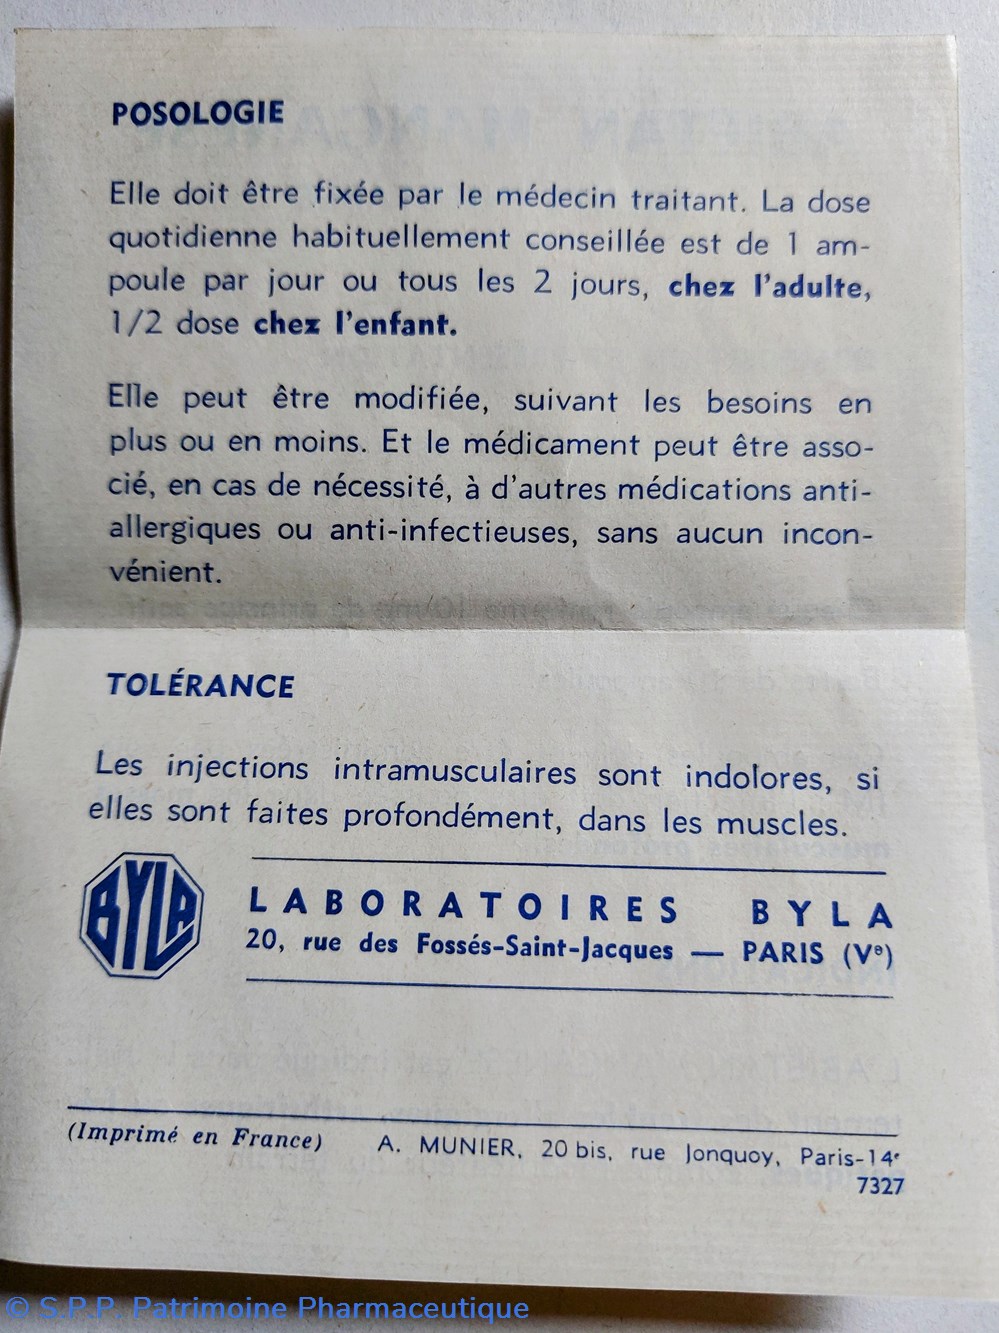 POSOLOGIE
Elle doit être fixée par le médecin traitant. La dose
quotidienne habituellement conseillée est de 1 am-
poule par jour ou tous les 2 jours, chez l'adulte,
1/2 dose chez l'enfant.
Elle peut être modifiée, suivant les besoins en
plus ou en moins. Et le médicament peut être asso-
cié, en cas de nécessité, à d'autres médications anti-
allergiques ou anti-infectieuses, sans aucun incon-
vénient.
TOLÉRANCE
Les injections intramusculaires sont indolores, si
elles sont faites profondément, dans les muscles.
BYLA
LABORATOIRES BYLA
20, rue des Fossés-Saint-Jacques — PARIS (Ve)
(Imprimé en France) A. MUNIER, 20 bis, rue Jonquoy, Paris-14e
7327
© S.P.P. Patrimoine Pharmaceutique